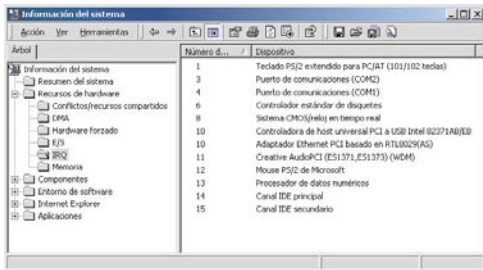 Información del sistema
Acción Ver Herramientas
Árbol
Información del sistema
Resumen del sistema
Recursos de hardware
Conflictos/recursos compartidos
DMA
Hardware forzado
E/S
IRQ
Memoria
Componentes
Entorno de software
Internet Explorer
Aplicaciones
Número d... / Dispositivo
1 Teclado PS/2 extendido para PC/AT (101/102 teclas)
3 Puerto de comunicaciones (COM2)
4 Puerto de comunicaciones (COM1)
6 Controlador estándar de disquetes
8 Sistema CMOS/reloj en tiempo real
10 Controladora de host universal PCI a USB Intel 82371AB/EB
10 Adaptador Ethernet PCI basado en RTL8029(AS)
11 Creative AudioPCI (ES1371,ES1373) (WDM)
12 Mouse PS/2 de Microsoft
13 Procesador de datos numéricos
14 Canal IDE principal
15 Canal IDE secundario